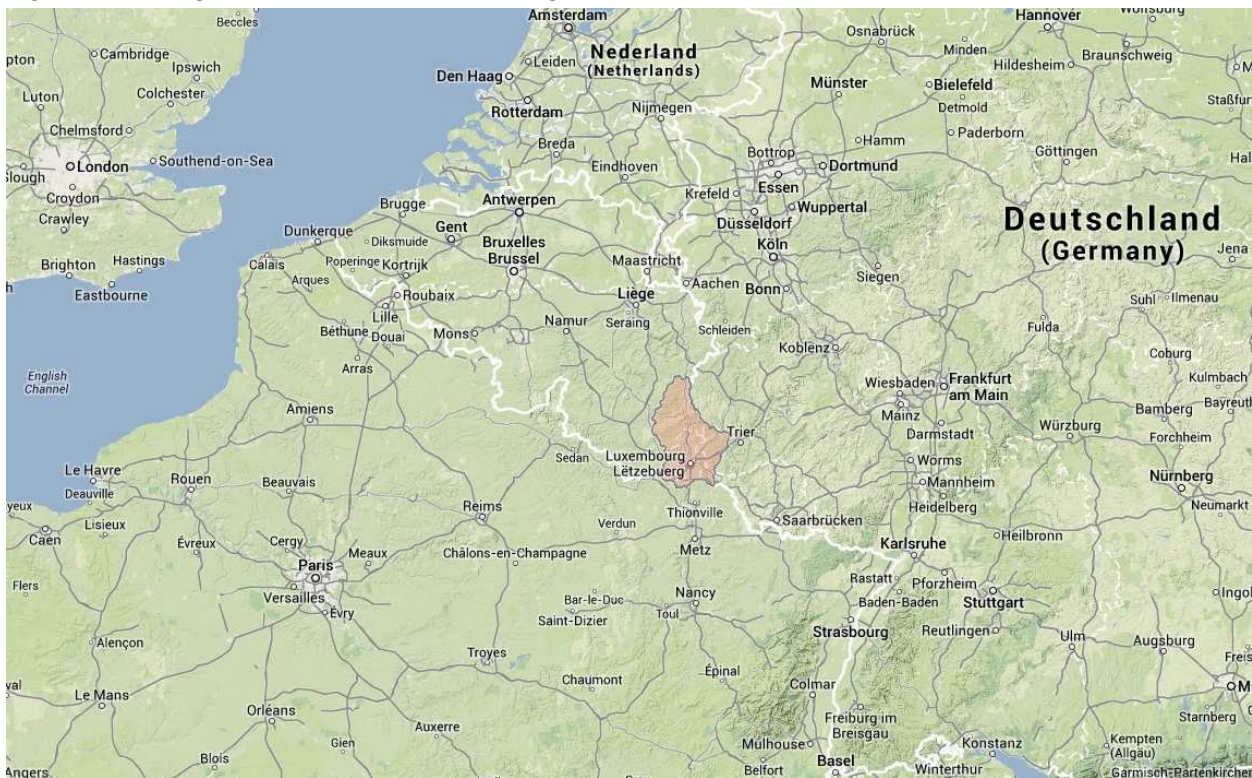 Beccles
Amsterdam
Hannover
Wolfsburg
Osnabrück
Cambridge
Leiden
Nederland
(Netherlands)
Minden
Braunschweig
Ipswich
Den Haag
Hildesheim
Luton
Colchester
Rotterdam
Münster
Bielefeld
Detmold
Nijmegen
Chelmsford
Breda
Hamm
Paderborn
London
Southend-on-Sea
Eindhoven
Bottrop
Dortmund
Göttingen
Slough
Essen
Croydon
Krefeld
Wuppertal
Crawley
Brugge
Antwerpen
Düsseldorf
Deutschland
(Germany)
Dunkerque
Diksmuide
Gent
Köln
Jena
Brighton
Hastings
Calais
Poperinge
Kortrijk
Bruxelles
Brussel
Maastricht
Aachen
Siegen
Eastbourne
Arques
Roubaix
Liège
Bonn
Suhl
Ilmenau
Lille
Seraing
Béthune
Douai
Mons
Namur
Schleiden
Fulda
Arras
Koblenz
Coburg
English
Channel
Wiesbaden
Frankfurt
am Main
Kulmbach
Amiens
Mainz
Bamberg
Bayreuth
Trier
Darmstadt
Würzburg
Forchheim
Le Havre
Sedan
Luxembourg
Lëtzebuerg
Worms
Deauville
Rouen
Beauvais
Mannheim
Nürnberg
Reims
Thionville
Heidelberg
Neumarkt
Lisieux
Verdun
Saarbrücken
Caen
Évreux
Cergy
Meaux
Châlons-en-Champagne
Metz
Karlsruhe
Heilbronn
Paris
Flers
Versailles
Rastatt
Pforzheim
Bar-le-Duc
Nancy
Baden-Baden
Stuttgart
Évry
Saint-Dizier
Toul
Strasbourg
Reutlingen
Alençon
Ulm
Augsburg
Troyes
Épinal
Le Mans
Chaumont
Colmar
Orléans
Auxerre
Freiburg im
Breisgau
Starnberg
Gien
Mulhouse
Konstanz
Kempten
(Allgäu)
Blois
Belfort
Basel
Winterthur
Angers
Garmisch-Partenkirchen